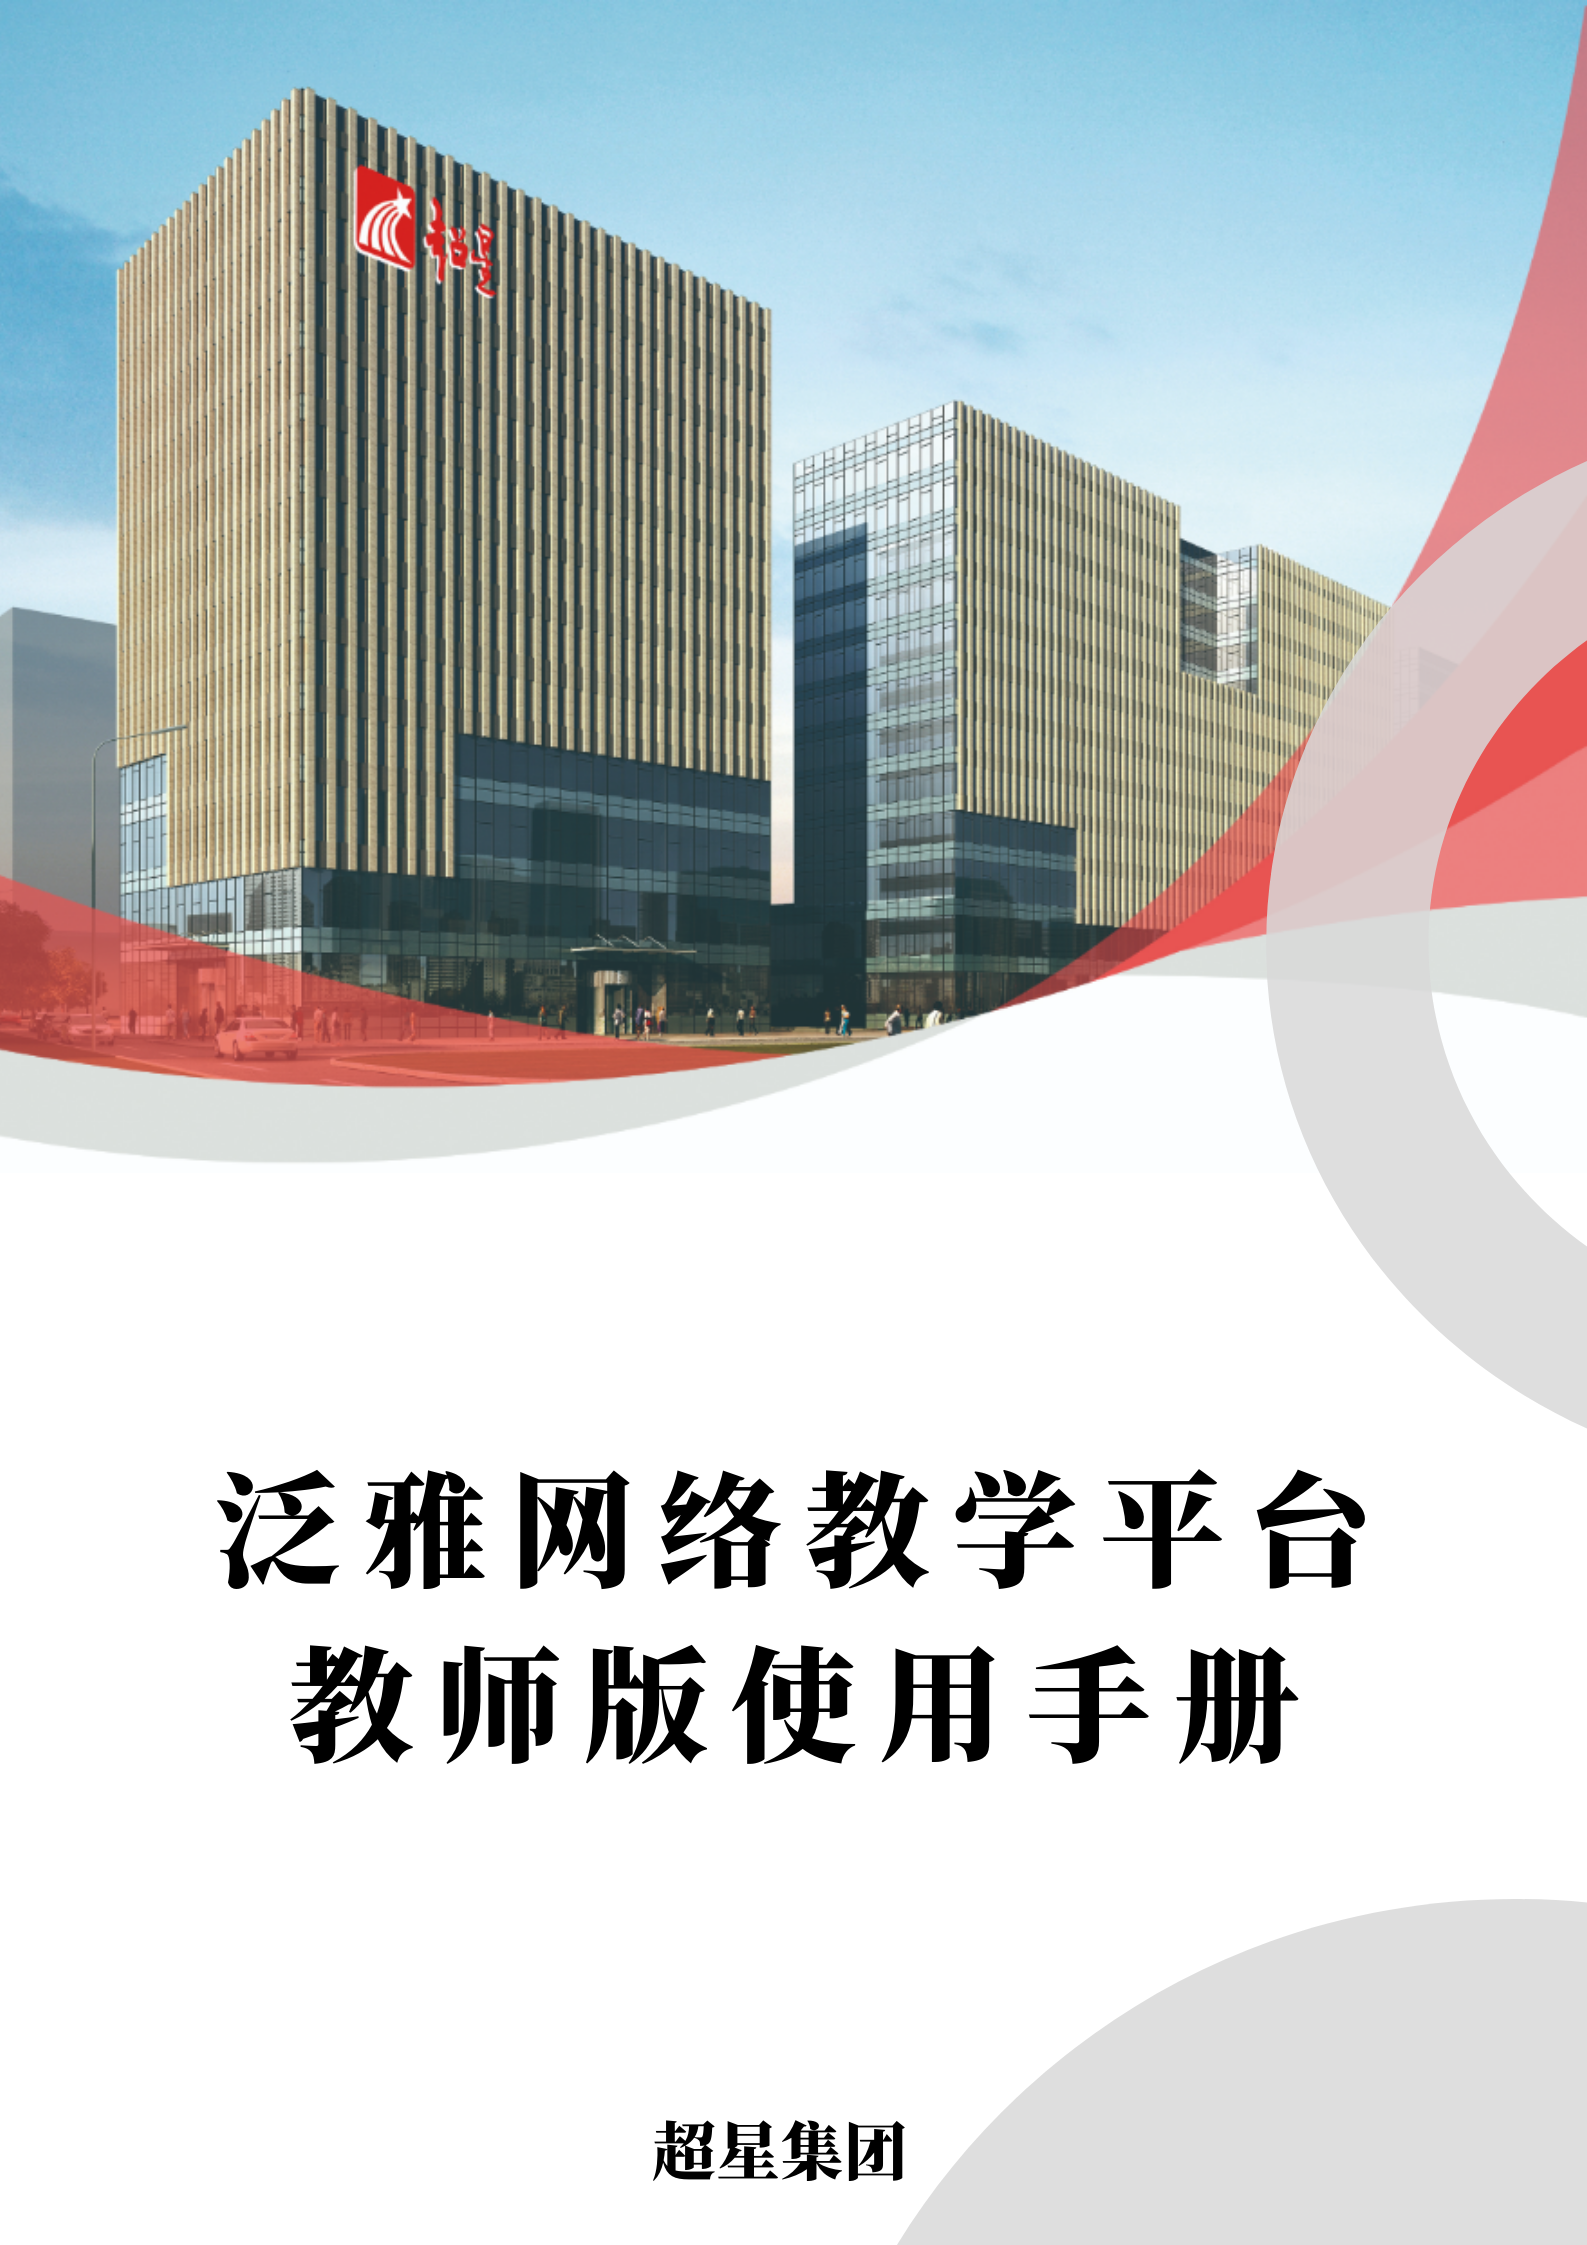 超星
泛雅网络教学平台
教师版使用手册
超星集团